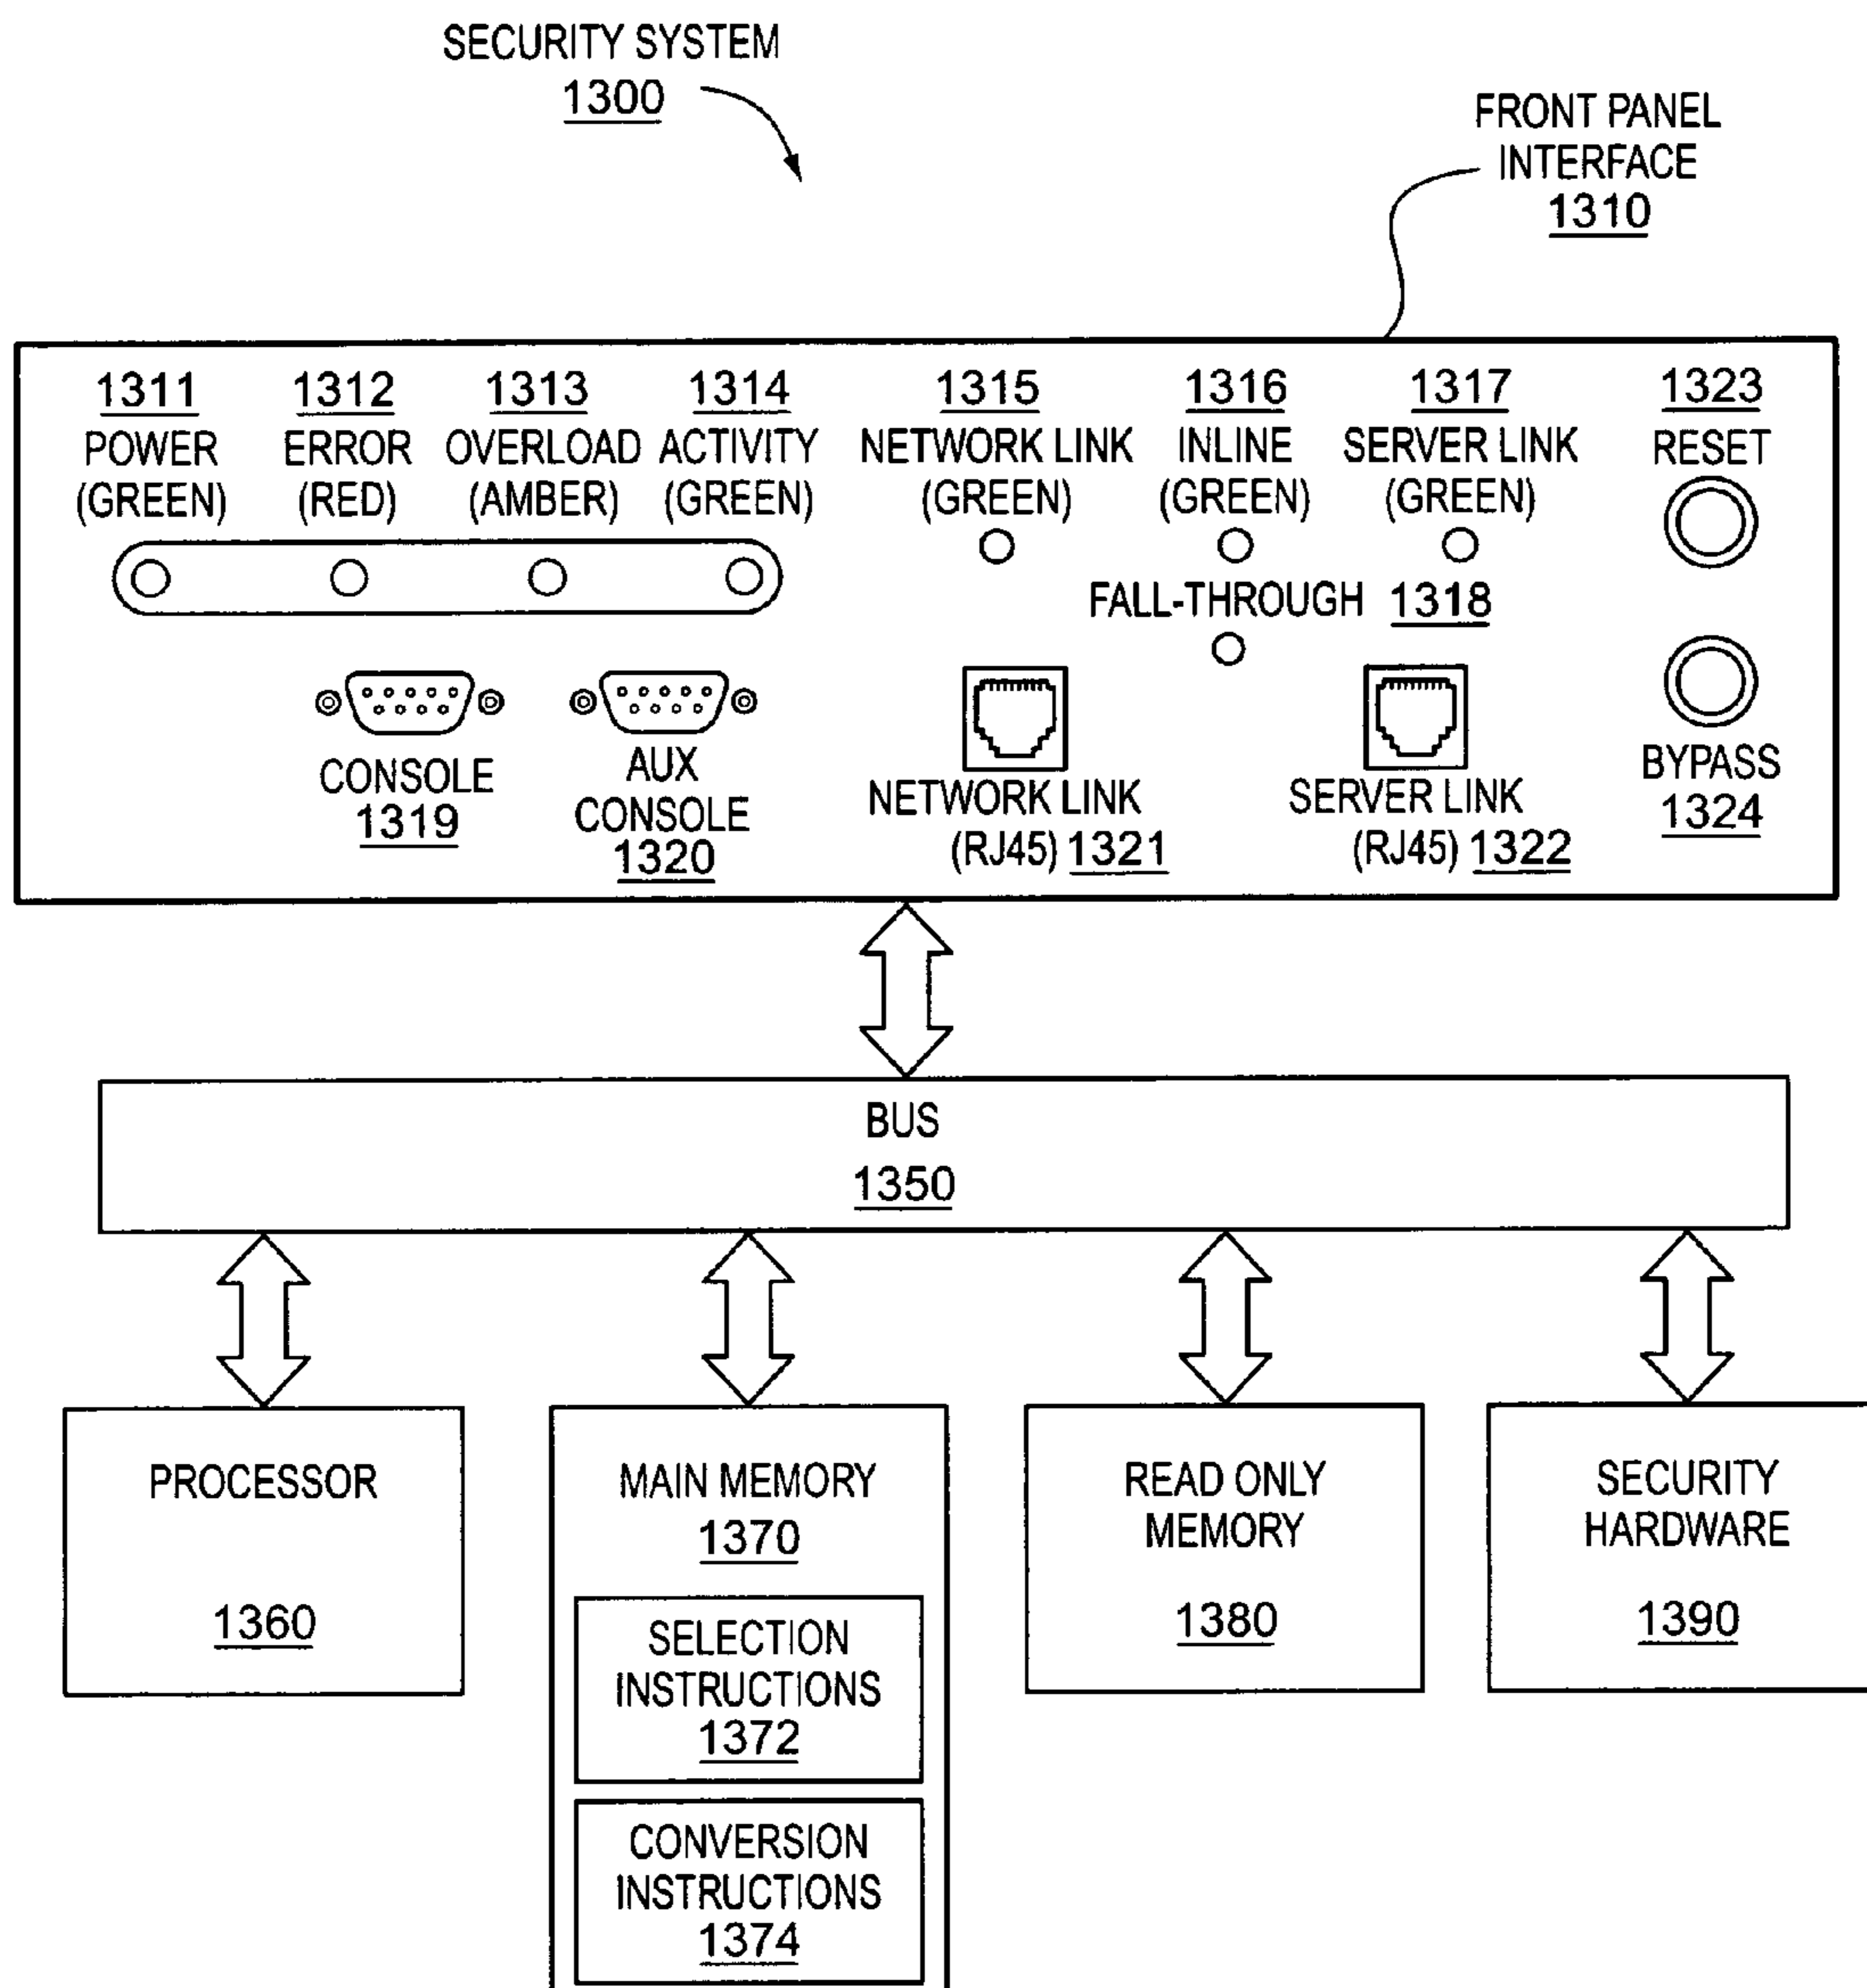 SECURITY SYSTEM
1300
FRONT PANEL
INTERFACE
1310
1311
POWER
(GREEN)
1312
ERROR
(RED)
1313
OVERLOAD
(AMBER)
1314
ACTIVITY
(GREEN)
1315
NETWORK LINK
(GREEN)
1316
INLINE
(GREEN)
1317
SERVER LINK
(GREEN)
1323
RESET
FALL-THROUGH 1318
CONSOLE
1319
AUX
CONSOLE
1320
NETWORK LINK
(RJ45) 1321
SERVER LINK
(RJ45) 1322
BYPASS
1324
BUS
1350
PROCESSOR
1360
MAIN MEMORY
1370
SELECTION
INSTRUCTIONS
1372
CONVERSION
INSTRUCTIONS
1374
READ ONLY
MEMORY
1380
SECURITY
HARDWARE
1390